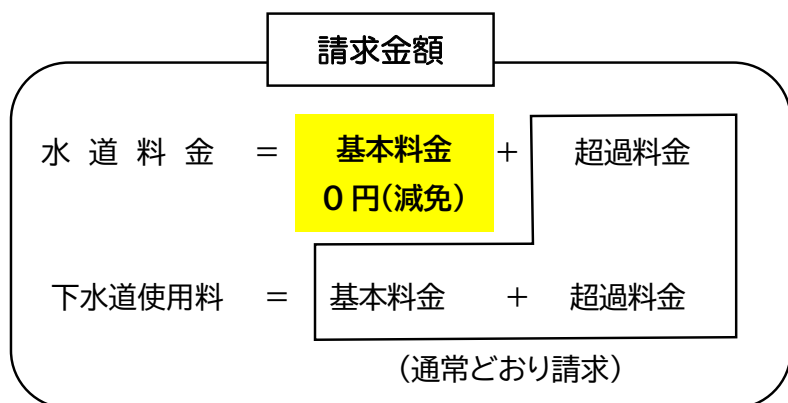 請求金額
水道料金 ＝ 基本料金 ＋ 超過料金
０円(減免)
下水道使用料 ＝ 基本料金 ＋ 超過料金
(通常どおり請求)